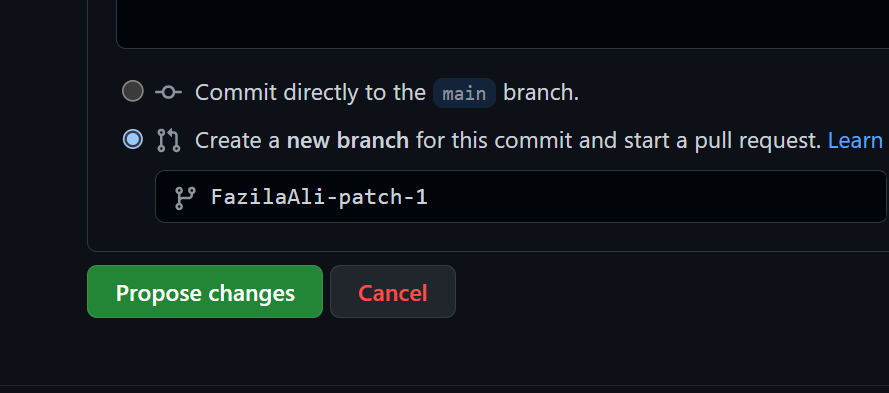 Commit directly to the main branch.
Create a new branch for this commit and start a pull request. Learn
FazilaAli-patch-1
Propose changes
Cancel